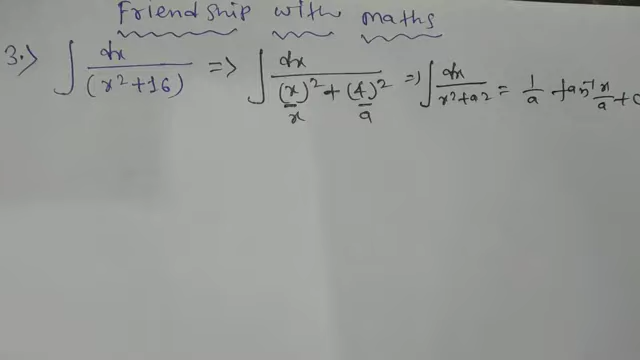 Friendship with maths
3.) ∫ dx/(x²+16) => ∫ dx/((x)²+(4)²) => ∫ dx/(x²+a²) = 1/a tan⁻¹ x/a + c
x a